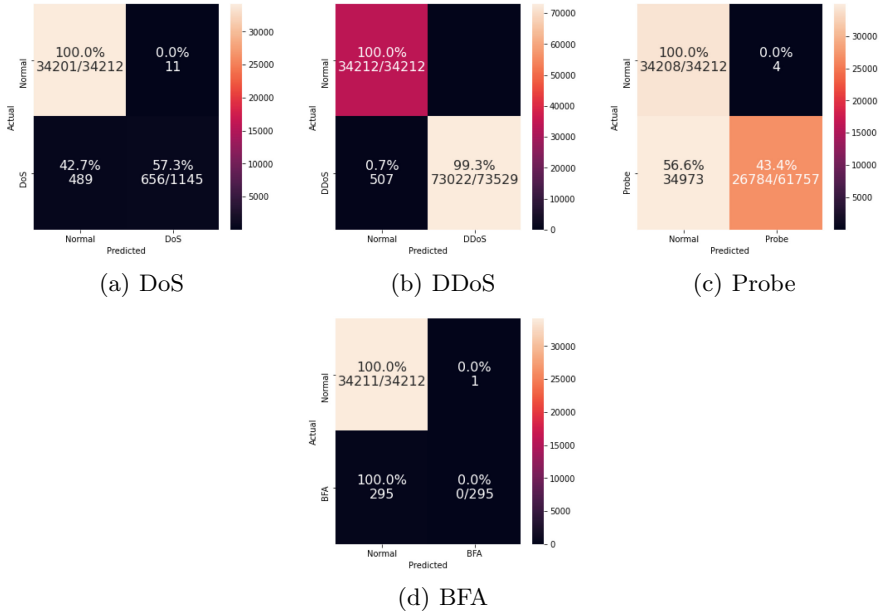 100.0%
34201/34212
0.0%
11
42.7%
489
57.3%
656/1145
Normal
DoS
Actual
Normal
DoS
Predicted
30000
25000
20000
15000
10000
5000
(a) DoS
100.0%
34212/34212
0.7%
507
99.3%
73022/73529
Normal
DDoS
Actual
Normal
DDoS
Predicted
70000
60000
50000
40000
30000
20000
10000
0
(b) DDoS
100.0%
34208/34212
0.0%
4
56.6%
34973
43.4%
26784/61757
Normal
Probe
Actual
Normal
Probe
Predicted
30000
25000
20000
15000
10000
5000
(c) Probe
100.0%
34211/34212
0.0%
1
100.0%
295
0.0%
0/295
Normal
BFA
Actual
Normal
BFA
Predicted
30000
25000
20000
15000
10000
5000
0
(d) BFA